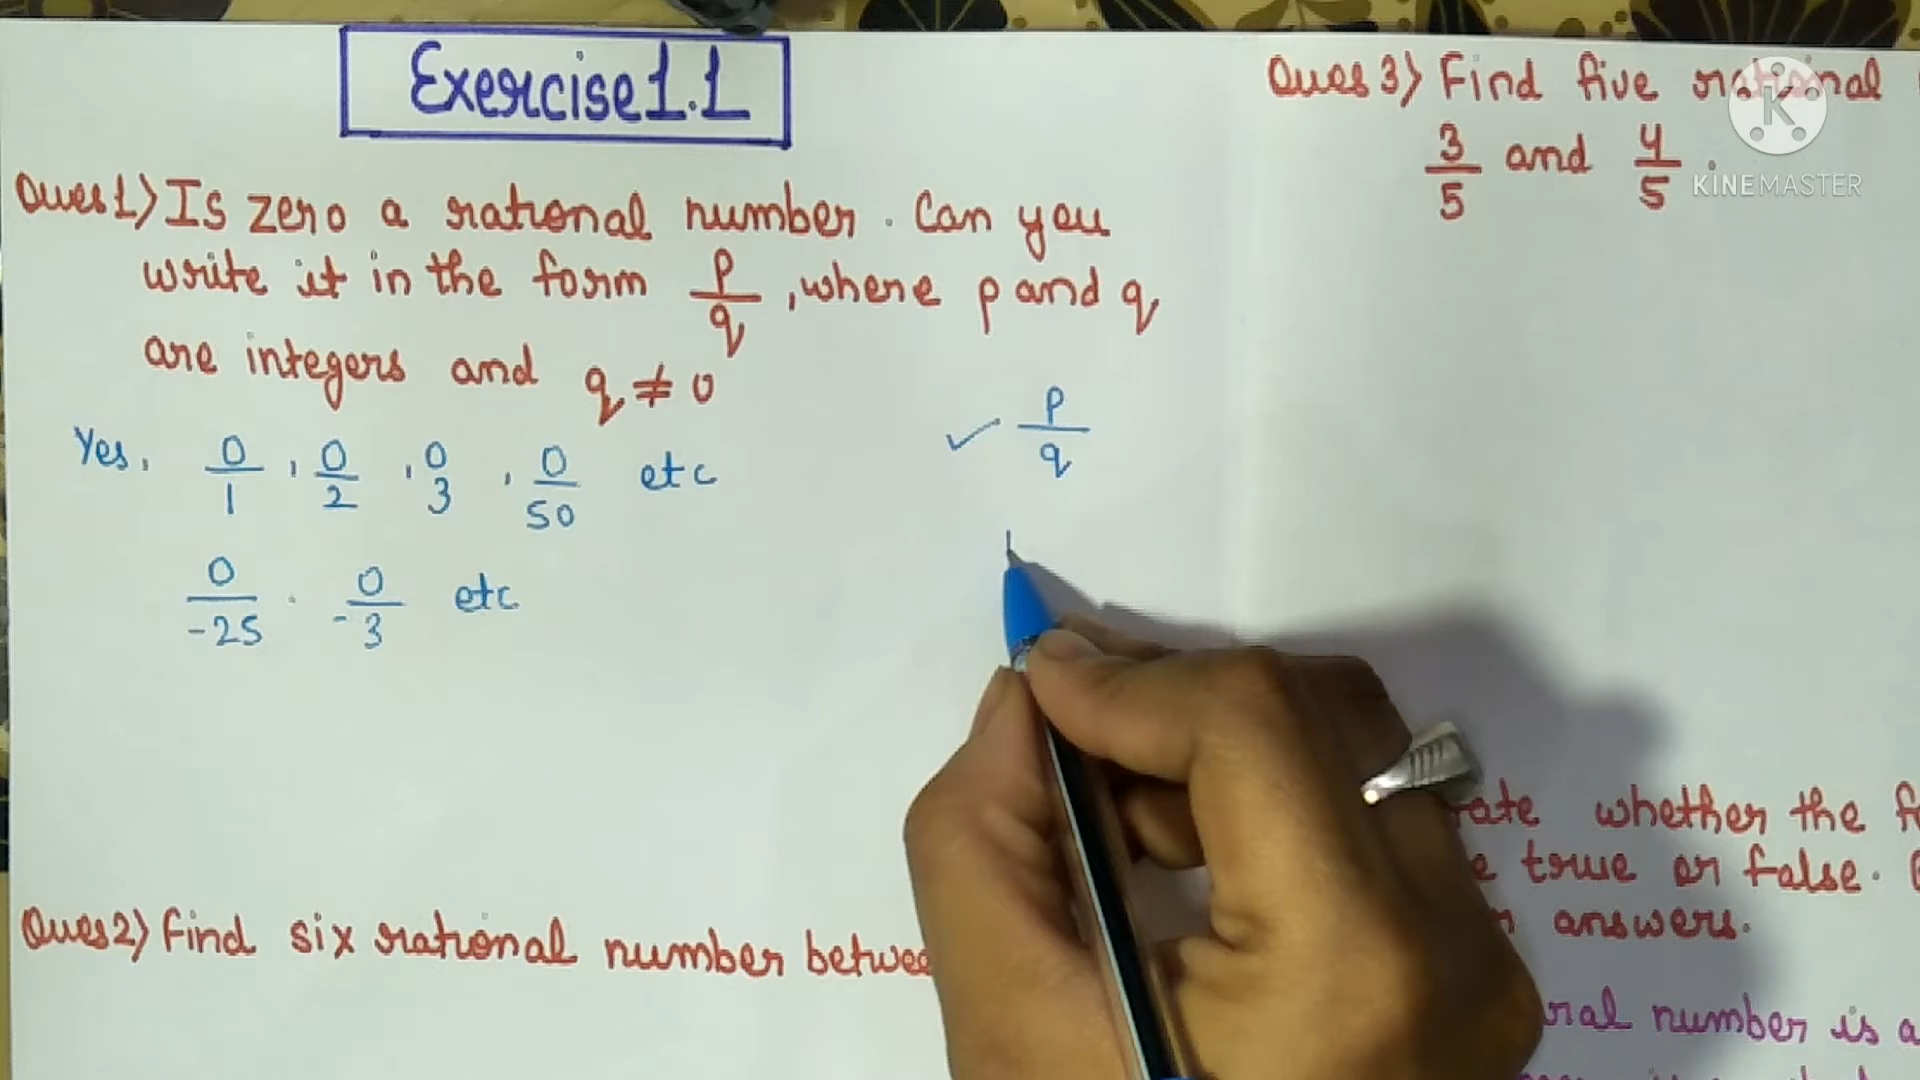 Exercise 1.1
Ques 1) Is zero a rational number. Can you
write it in the form p/q, where p and q
are integers and q ≠ 0
Yes, 0/1, 0/2, 0/3, 0/50 etc
0/-25 . 0/-3 etc
✓ p/q
Ques 2) Find six rational number
Ques 3) Find five rational
3/5 and 4/5.
whether the
true or false.
answers.
number is a
K
KINEMASTER